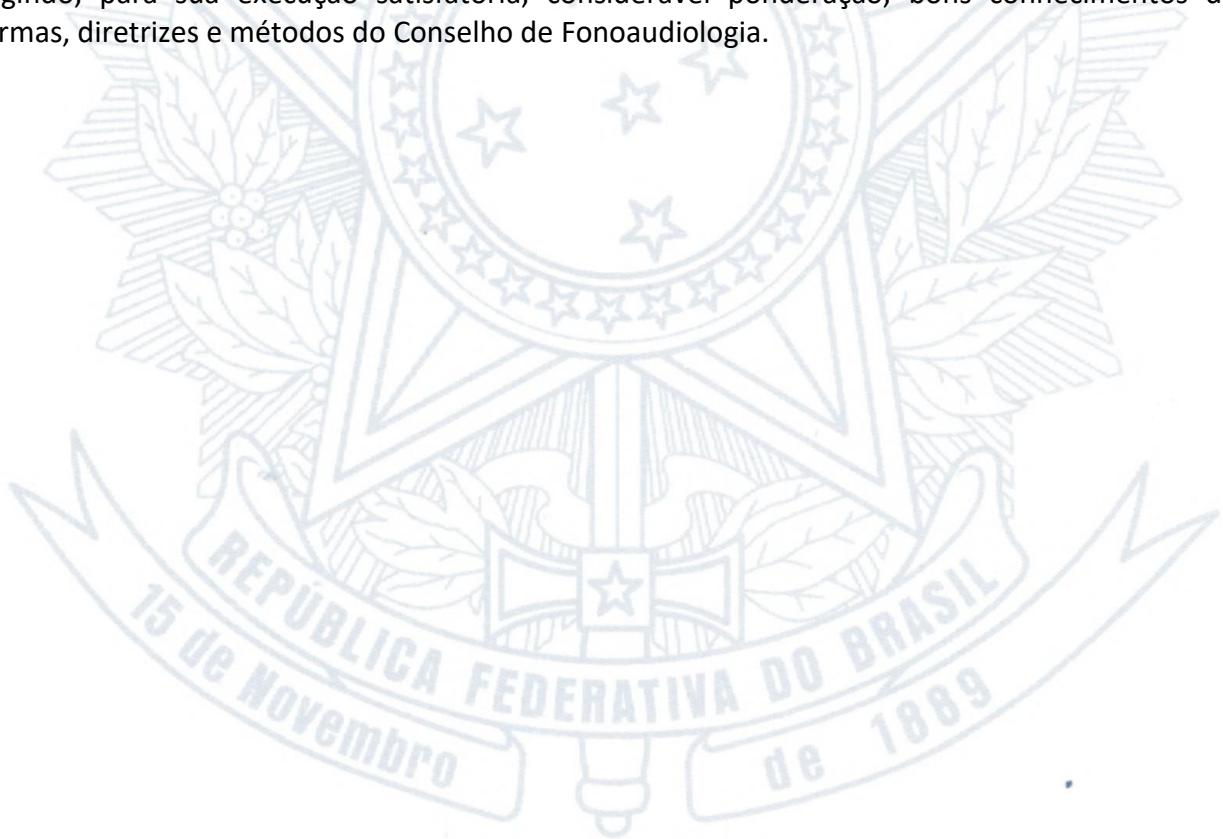 gindo, para sua execução satisfatória, considerável ponderação, bons conhecimentos d
rmas, diretrizes e métodos do Conselho de Fonoaudiologia.
REPÚBLICA FEDERATIVA DO BRASIL
15 de Novembro de 1889